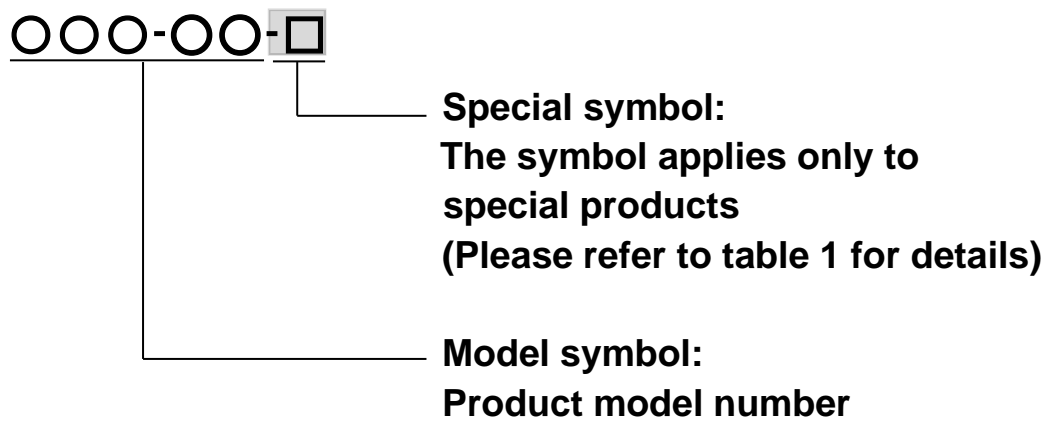 ○○○-○○-□
Special symbol:
The symbol applies only to
special products
(Please refer to table 1 for details)
Model symbol:
Product model number